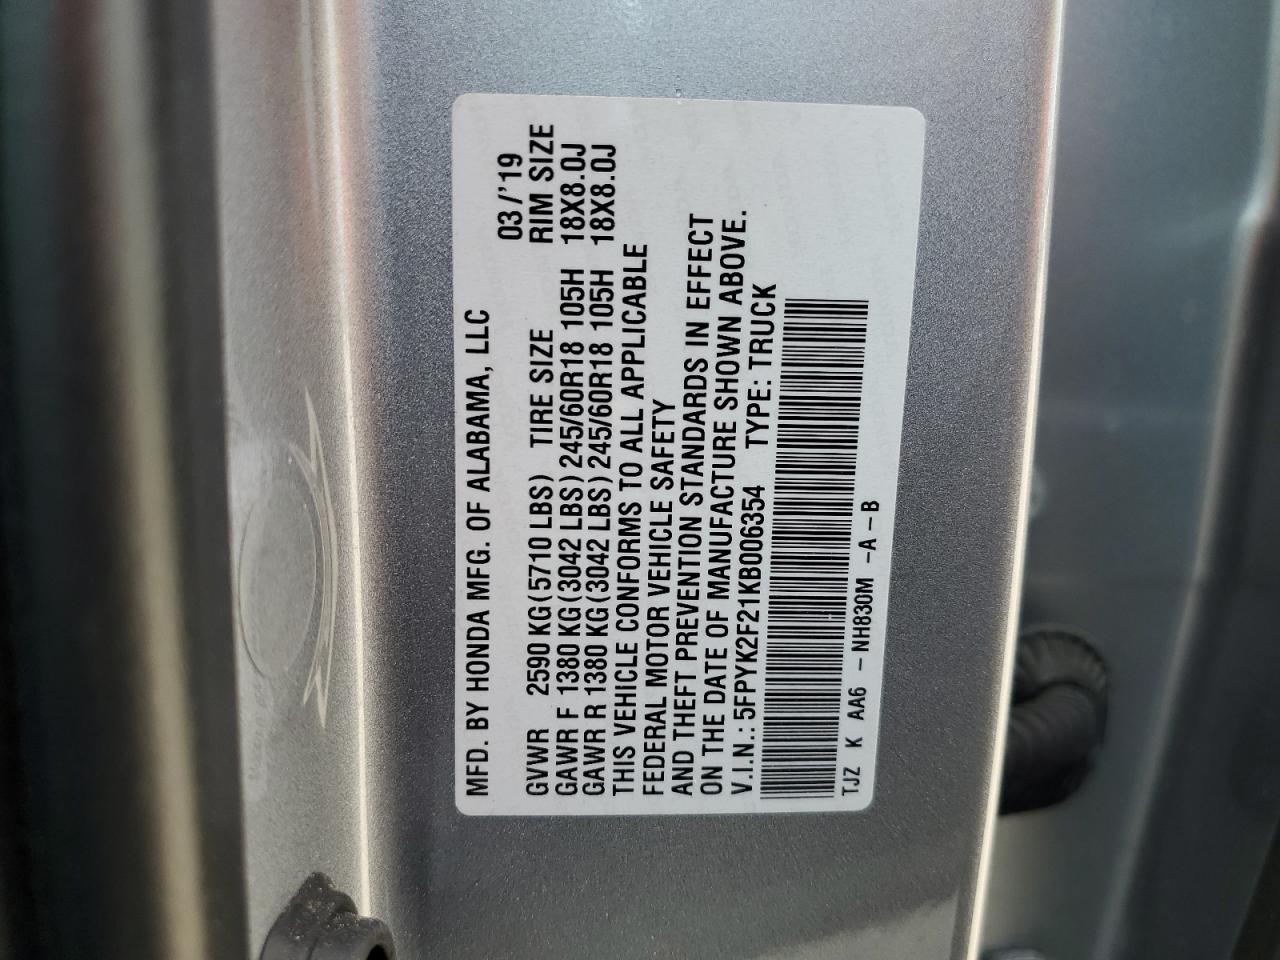 MFD. BY HONDA MFG. OF ALABAMA, LLC
03/'19
GVWR 2590 KG(5710 LBS) TIRE SIZE RIM SIZE
GAWR F 1380 KG(3042 LBS) 245/60R18 105H 18X8.0J
GAWR R 1380 KG(3042 LBS) 245/60R18 105H 18X8.0J
THIS VEHICLE CONFORMS TO ALL APPLICABLE
FEDERAL MOTOR VEHICLE SAFETY
AND THEFT PREVENTION STANDARDS IN EFFECT
ON THE DATE OF MANUFACTURE SHOWN ABOVE.
V.I.N.: 5FPYK2F21KB006354 TYPE: TRUCK
TJZ K AA6 - NH830M -A-B